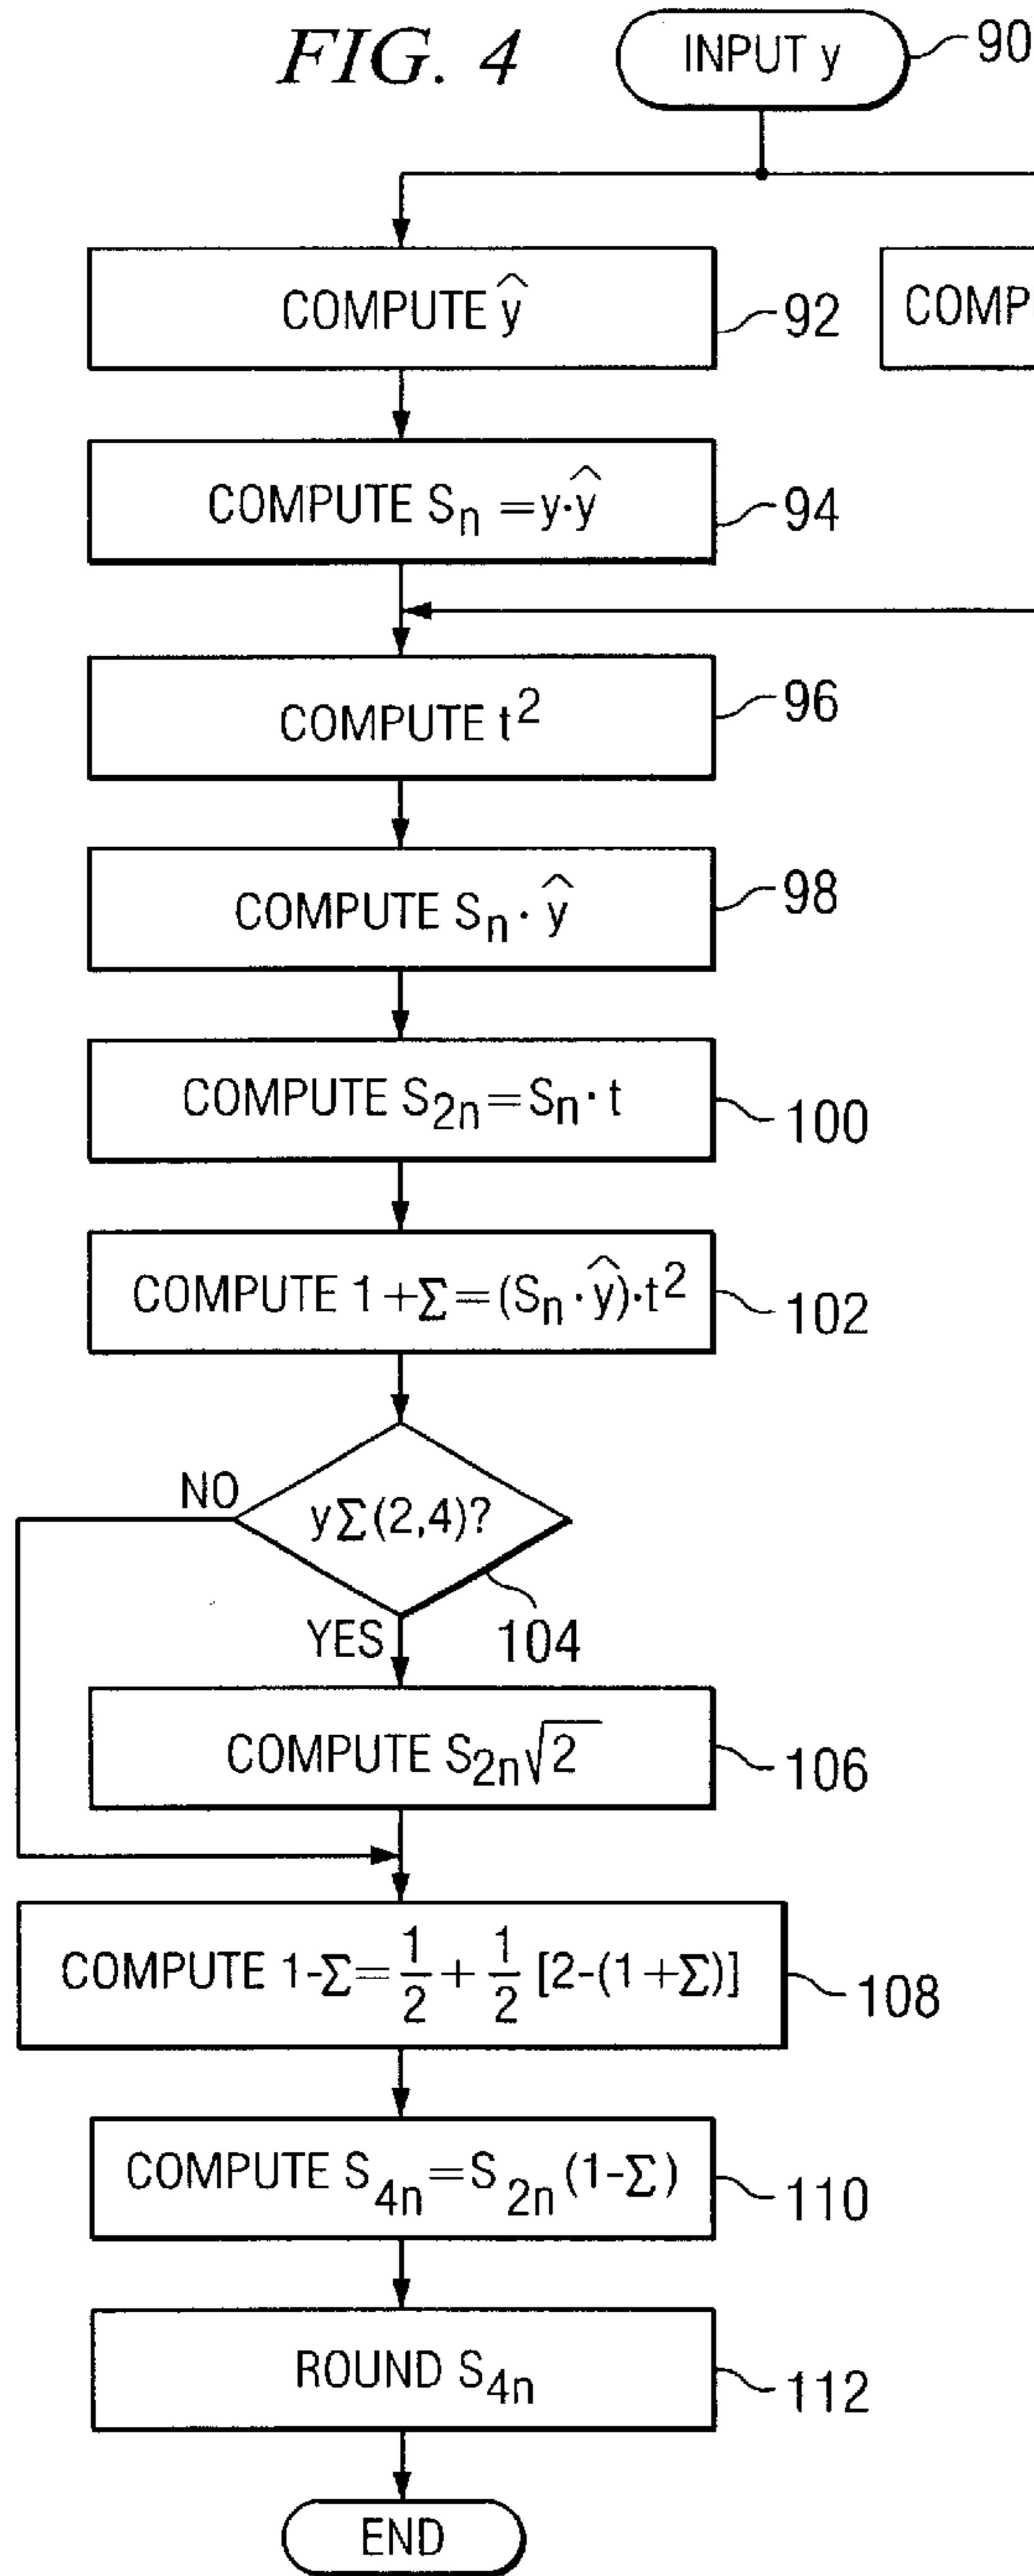 FIG. 4
INPUT y
90
COMPUTE ŷ
92
COMP
COMPUTE Sₙ = y·ŷ
94
COMPUTE t²
96
COMPUTE Sₙ · ŷ
98
COMPUTE S₂ₙ = Sₙ · t
100
COMPUTE 1+Σ = (Sₙ · ŷ)·t²
102
NO
yΣ(2,4)?
104
YES
COMPUTE S₂ₙ√2
106
COMPUTE 1-Σ = 1/2 + 1/2 [2-(1+Σ)]
108
COMPUTE S₄ₙ = S₂ₙ (1-Σ)
110
ROUND S₄ₙ
112
END